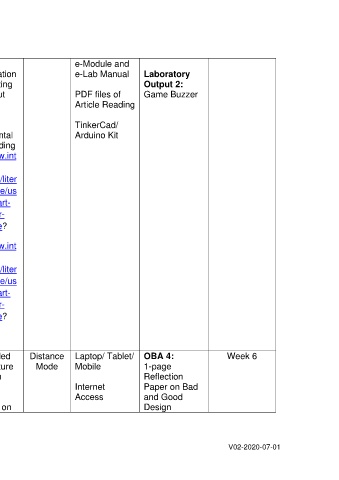 e-Module and
e-Lab Manual
PDF files of
Article Reading
TinkerCad/
Arduino Kit
Laboratory
Output 2:
Game Buzzer
ation
ing
ut
ntal
ding
w.int
/liter
e/us
art-
r-
e?
w.int
/liter
e/us
art-
r-
e?
led
ture
on
Distance
Mode
Laptop/ Tablet/
Mobile
Internet
Access
OBA 4:
1-page
Reflection
Paper on Bad
and Good
Design
Week 6
V02-2020-07-01